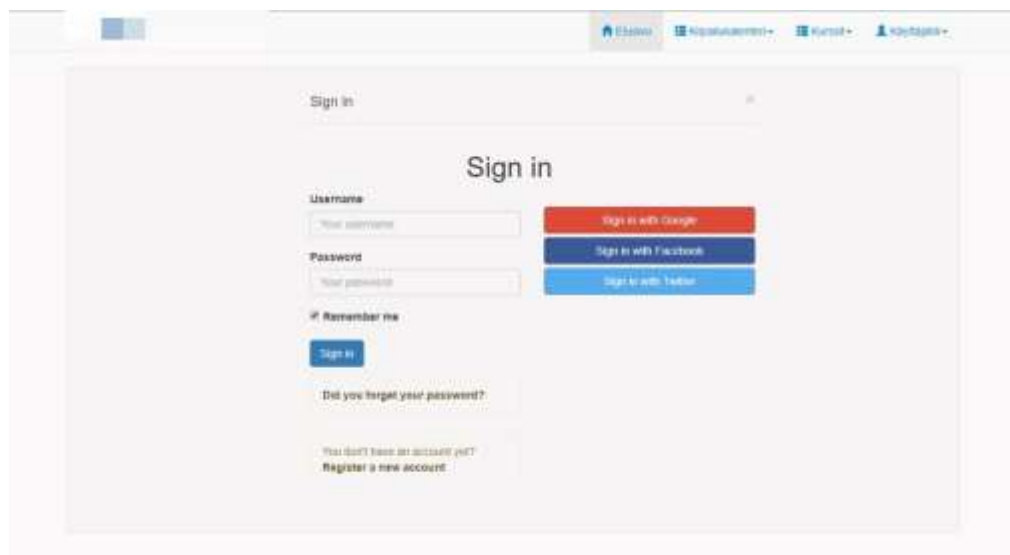 Etusivu
Kurssit
Käyttäjätili
Sign In
×
Sign in
Username
Your username
Sign in with Google
Password
Sign in with Facebook
Your password
Sign in with Twitter
Remember me
Sign in
Did you forget your password?
You don't have an account yet?
Register a new account